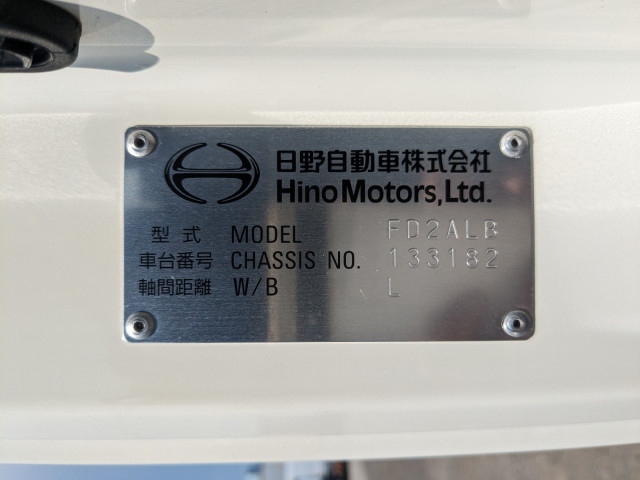 日野自動車株式会社
Hino Motors, Ltd.
型式 MODEL FD2ALB
車台番号 CHASSIS NO. 133182
軸間距離 W/B L